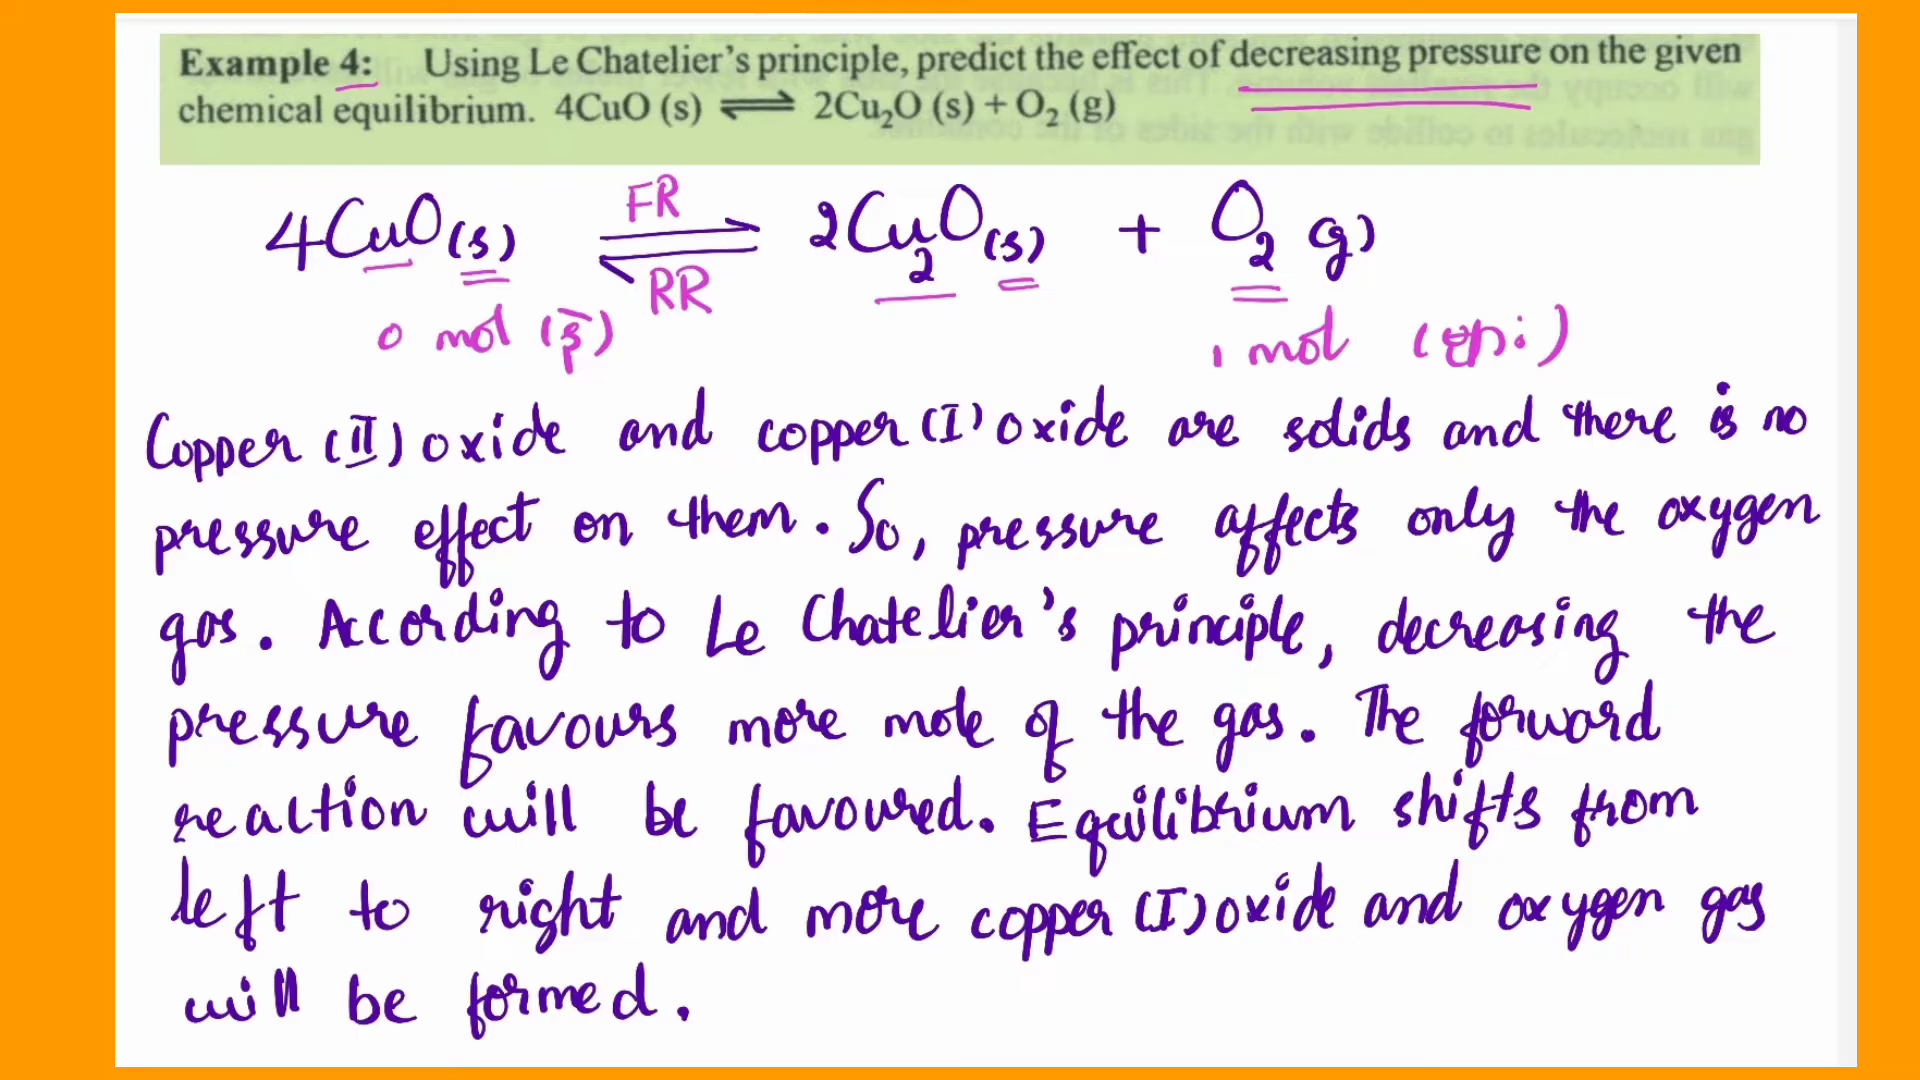 Example 4: Using Le Chatelier's principle, predict the effect of decreasing pressure on the given
chemical equilibrium. 4CuO (s) ⇌ 2Cu₂O (s) + O₂ (g)
FR
4CuO(s) ⇌ 2Cu₂O(s) + O₂ g)
RR
0 mol 1 mol
Copper (II) oxide and copper (I) oxide are solids and there is no
pressure effect on them. So, pressure affects only the oxygen
gas. According to Le Chatelier's principle, decreasing the
pressure favours more mole of the gas. The forward
reaction will be favoured. Equilibrium shifts from
left to right and more copper (I) oxide and oxygen gas
will be formed.